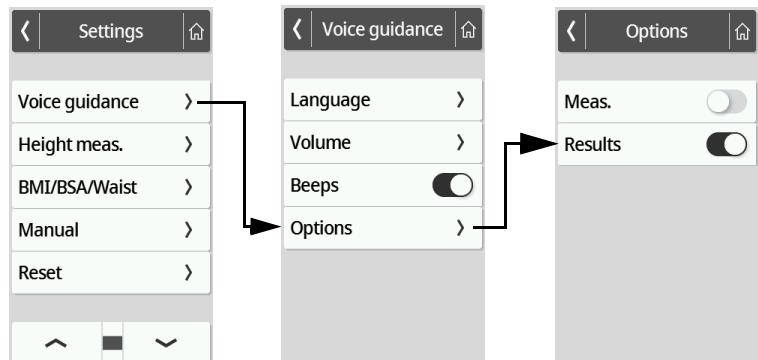 Settings
Voice guidance
Height meas.
BMI/BSA/Waist
Manual
Reset
Voice guidance
Language
Volume
Beeps
Options
Options
Meas.
Results